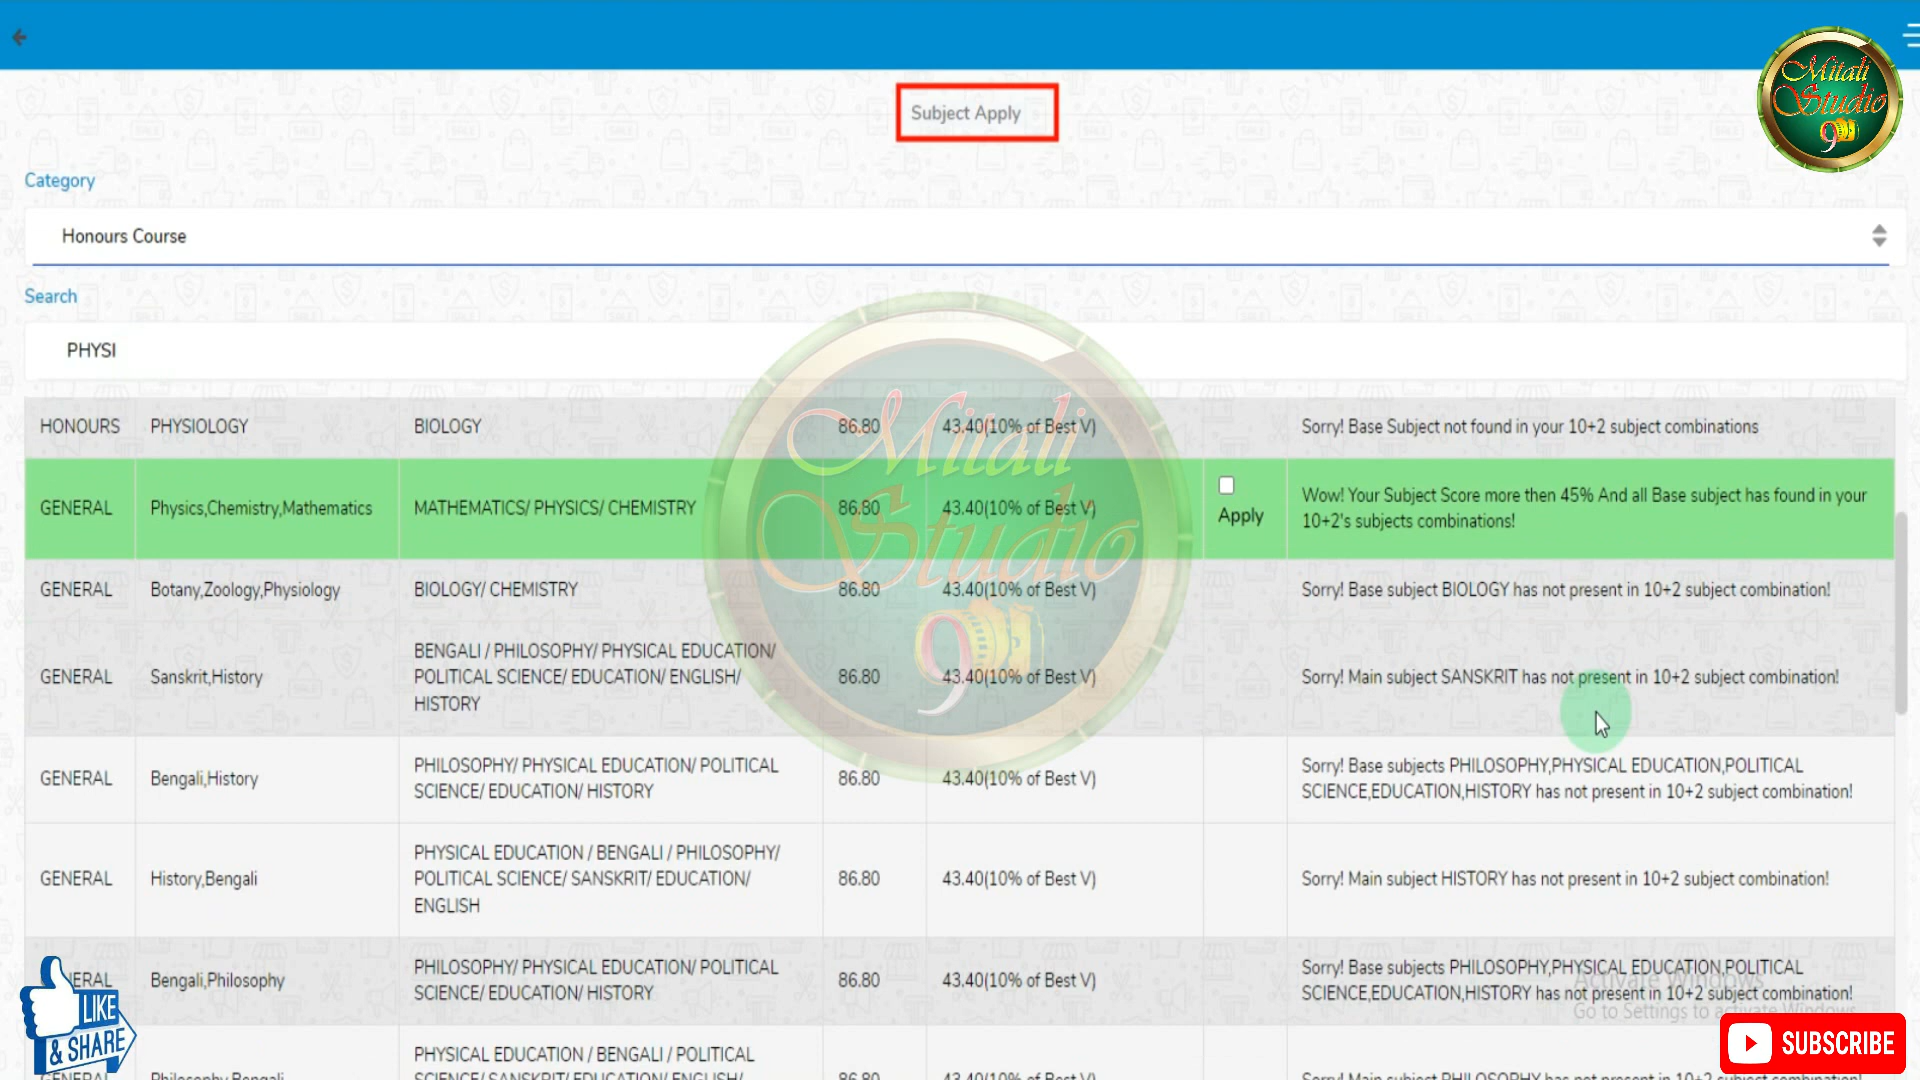 Subject Apply
Mitali
Studio
9
Category
Honours Course
Search
PHYSI
HONOURS PHYSIOLOGY BIOLOGY 86.80 43.40(10% of Best V) Sorry! Base Subject not found in your 10+2 subject combinations
GENERAL Physics,Chemistry,Mathematics MATHEMATICS/ PHYSICS/ CHEMISTRY 86.80 43.40(10% of Best V) Apply Wow! Your Subject Score more then 45% And all Base subject has found in your
10+2's subjects combinations!
GENERAL Botany,Zoology,Physiology BIOLOGY/ CHEMISTRY 86.80 43.40(10% of Best V) Sorry! Base subject BIOLOGY has not present in 10+2 subject combination!
GENERAL Sanskrit,History BENGALI / PHILOSOPHY/ PHYSICAL EDUCATION/
POLITICAL SCIENCE/ EDUCATION/ ENGLISH/
HISTORY 86.80 43.40(10% of Best V) Sorry! Main subject SANSKRIT has not present in 10+2 subject combination!
Mitali
Studio
9
GENERAL Bengali,History PHILOSOPHY/ PHYSICAL EDUCATION/ POLITICAL
SCIENCE/ EDUCATION/ HISTORY 86.80 43.40(10% of Best V) Sorry! Base subjects PHILOSOPHY,PHYSICAL EDUCATION,POLITICAL
SCIENCE,EDUCATION,HISTORY has not present in 10+2 subject combination!
GENERAL History,Bengali PHYSICAL EDUCATION / BENGALI / PHILOSOPHY/
POLITICAL SCIENCE/ SANSKRIT/ EDUCATION/
ENGLISH 86.80 43.40(10% of Best V) Sorry! Main subject HISTORY has not present in 10+2 subject combination!
Bengali,Philosophy PHILOSOPHY/ PHYSICAL EDUCATION/ POLITICAL
SCIENCE/ EDUCATION/ HISTORY 86.80 43.40(10% of Best V) Sorry! Base subjects PHILOSOPHY,PHYSICAL EDUCATION,POLITICAL
SCIENCE,EDUCATION,HISTORY has not present in 10+2 subject combination!
Activate Windows
Go to Settings to activate Windows.
PHYSICAL EDUCATION / BENGALI / POLITICAL
LIKE
& SHARE
SUBSCRIBE